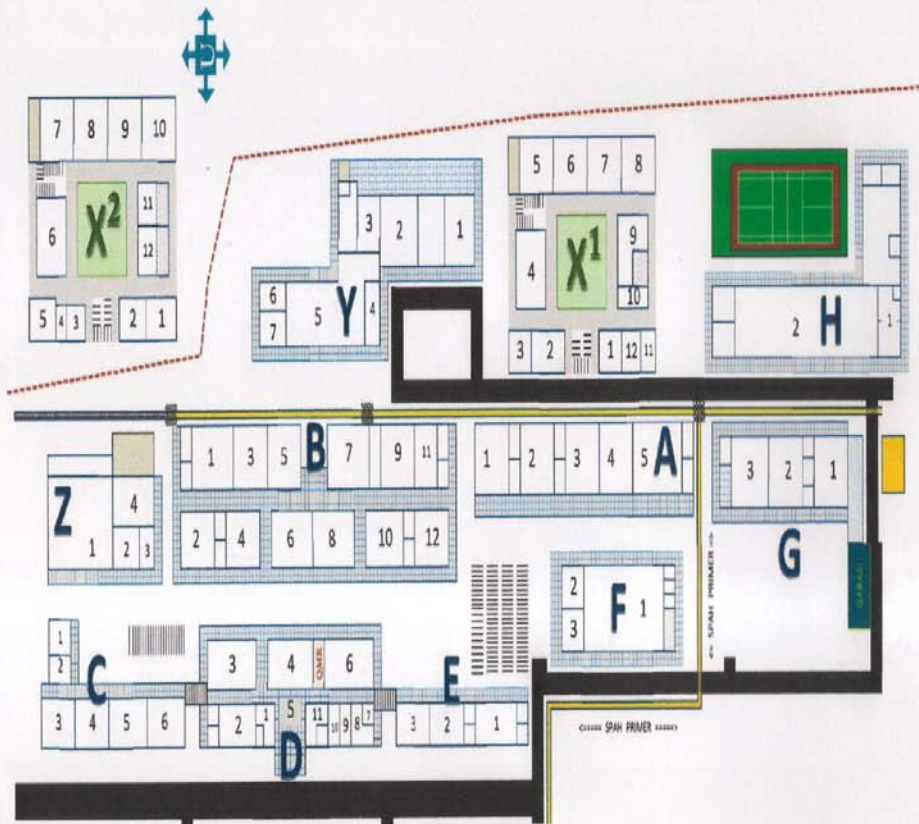 U
7 8 9 10
5 6 7 8
11
X²
6
12
3 2 1
9
X¹
4
10
6
4
5 Y
7
2 H 1
5 4 3 2 1
3 2 1 12 11
B
1 3 5 7 9 11
1 2 3 4 5 A
3 2 1
4
Z
1 2 3
2 4 6 8 10 12
G
2
F 1
3
SPAH PRIMER
1
2
C
3 4 QMR 6
E
3 4 5 6
2 1 5 11 10 9 8 7
3 2 1
D
<==== SPAH PRIMER ====>